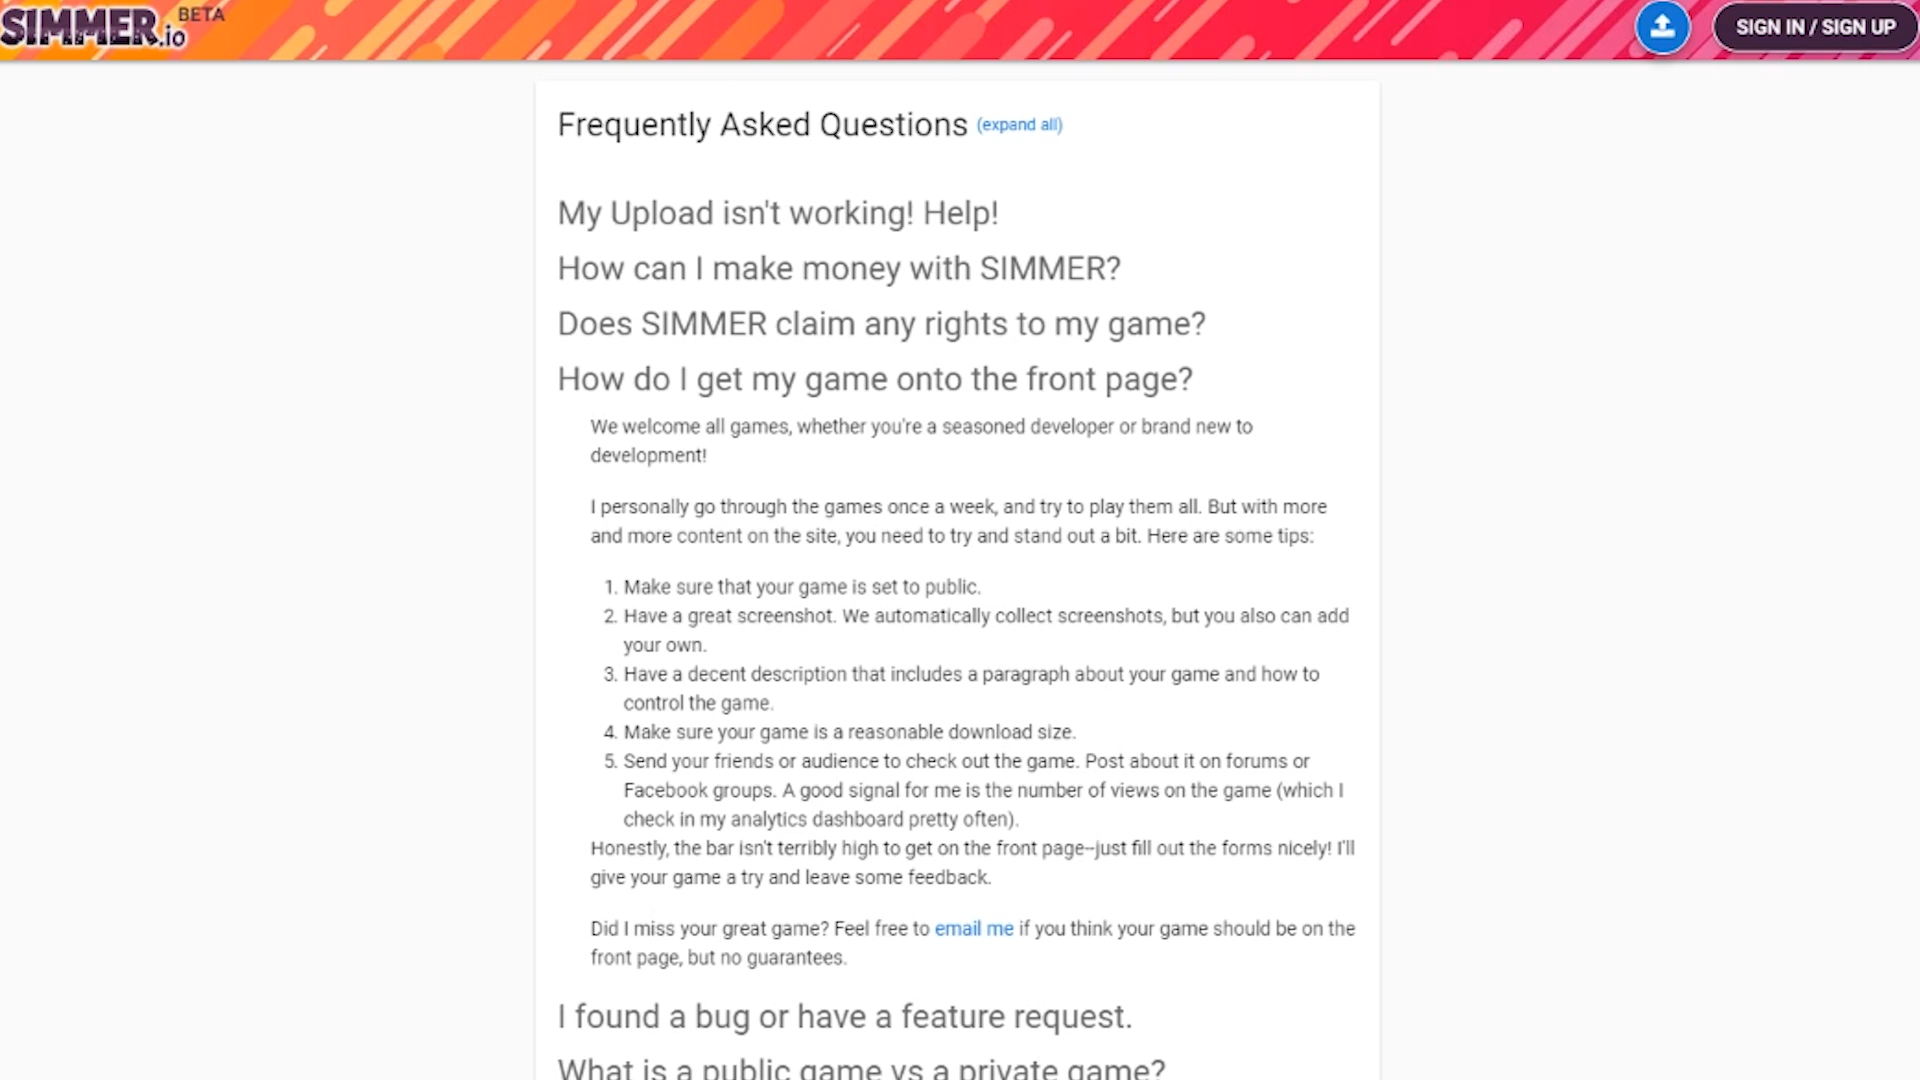 SIMMER.io BETA
SIGN IN / SIGN UP
Frequently Asked Questions (expand all)
My Upload isn't working! Help!
How can I make money with SIMMER?
Does SIMMER claim any rights to my game?
How do I get my game onto the front page?
We welcome all games, whether you're a seasoned developer or brand new to
development!
I personally go through the games once a week, and try to play them all. But with more
and more content on the site, you need to try and stand out a bit. Here are some tips:
1. Make sure that your game is set to public.
2. Have a great screenshot. We automatically collect screenshots, but you also can add
your own.
3. Have a decent description that includes a paragraph about your game and how to
control the game.
4. Make sure your game is a reasonable download size.
5. Send your friends or audience to check out the game. Post about it on forums or
Facebook groups. A good signal for me is the number of views on the game (which I
check in my analytics dashboard pretty often).
Honestly, the bar isn't terribly high to get on the front page--just fill out the forms nicely! I'll
give your game a try and leave some feedback.
Did I miss your great game? Feel free to email me if you think your game should be on the
front page, but no guarantees.
I found a bug or have a feature request.
What is a public game vs a private game?